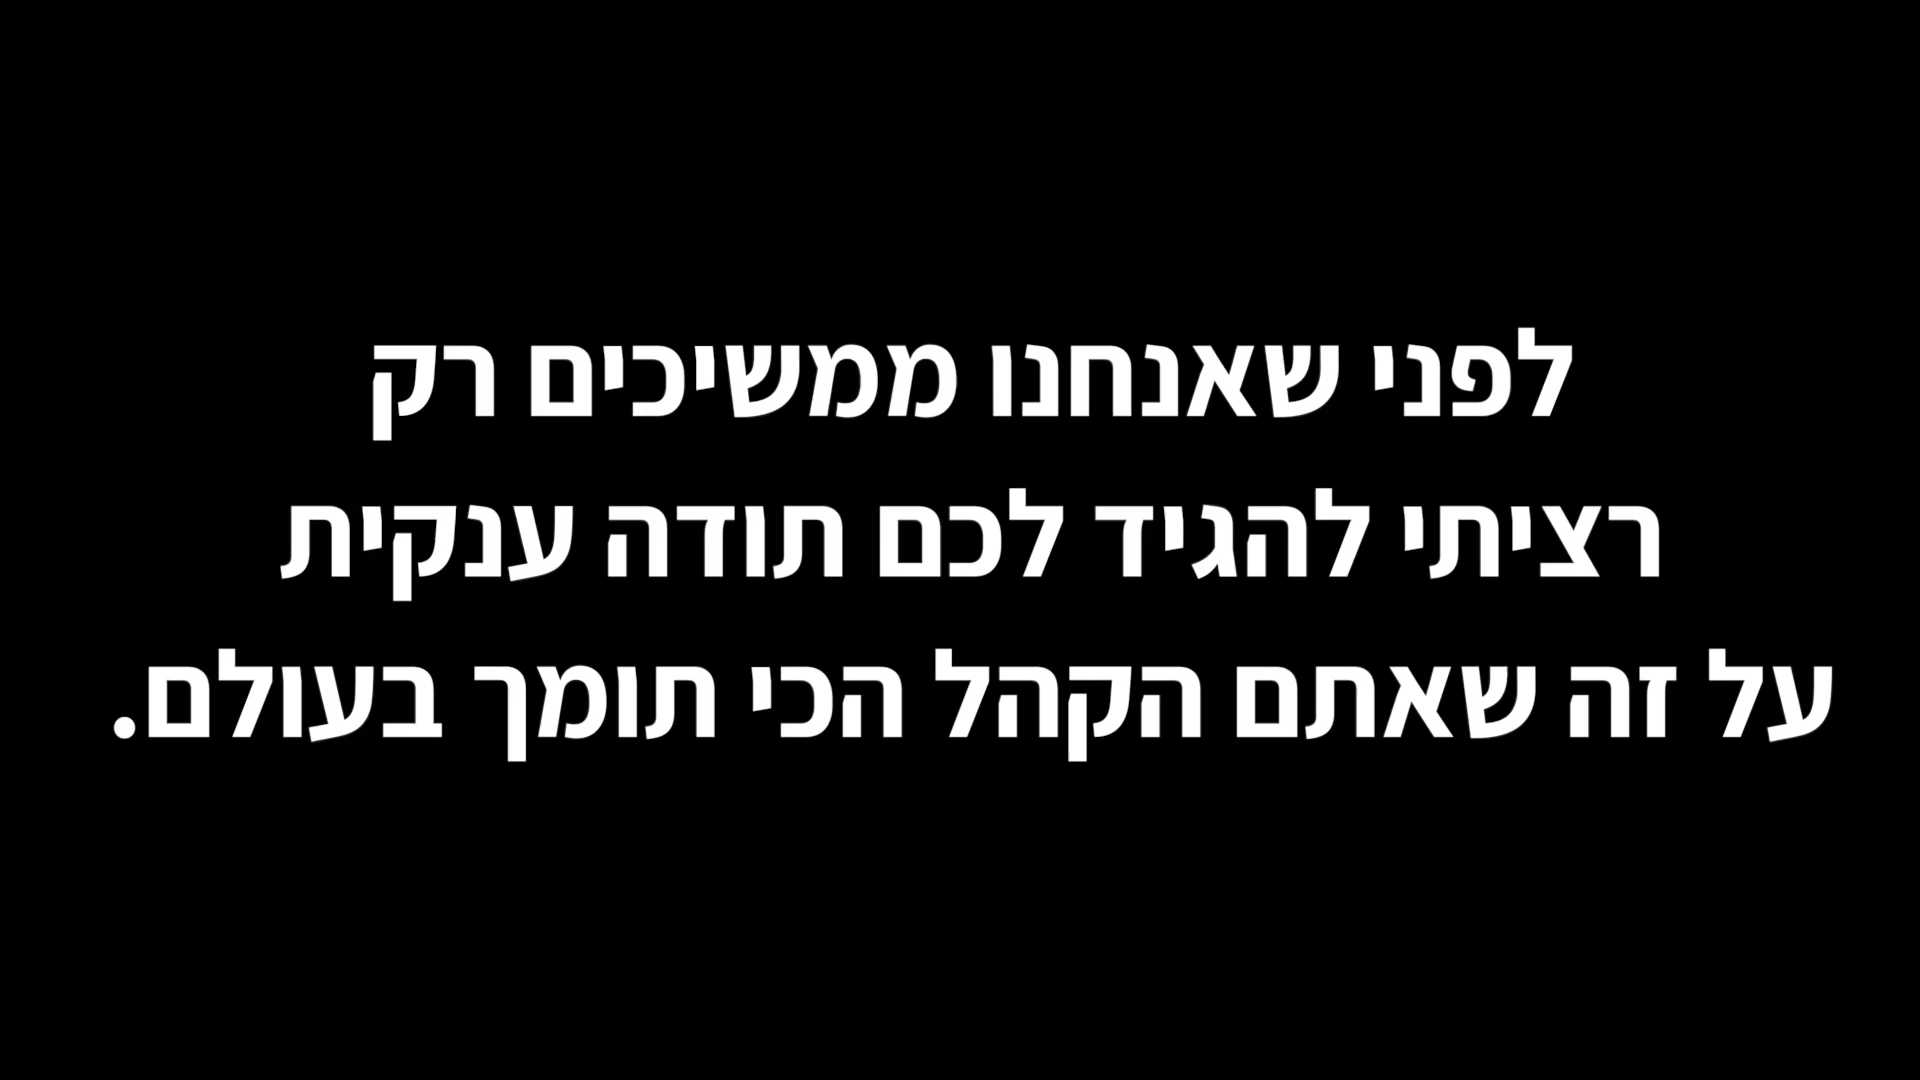 לפני שאנחנו ממשיכים רק
רציתי להגיד לכם תודה ענקית
על זה שאתם הקהל הכי תומך בעולם.